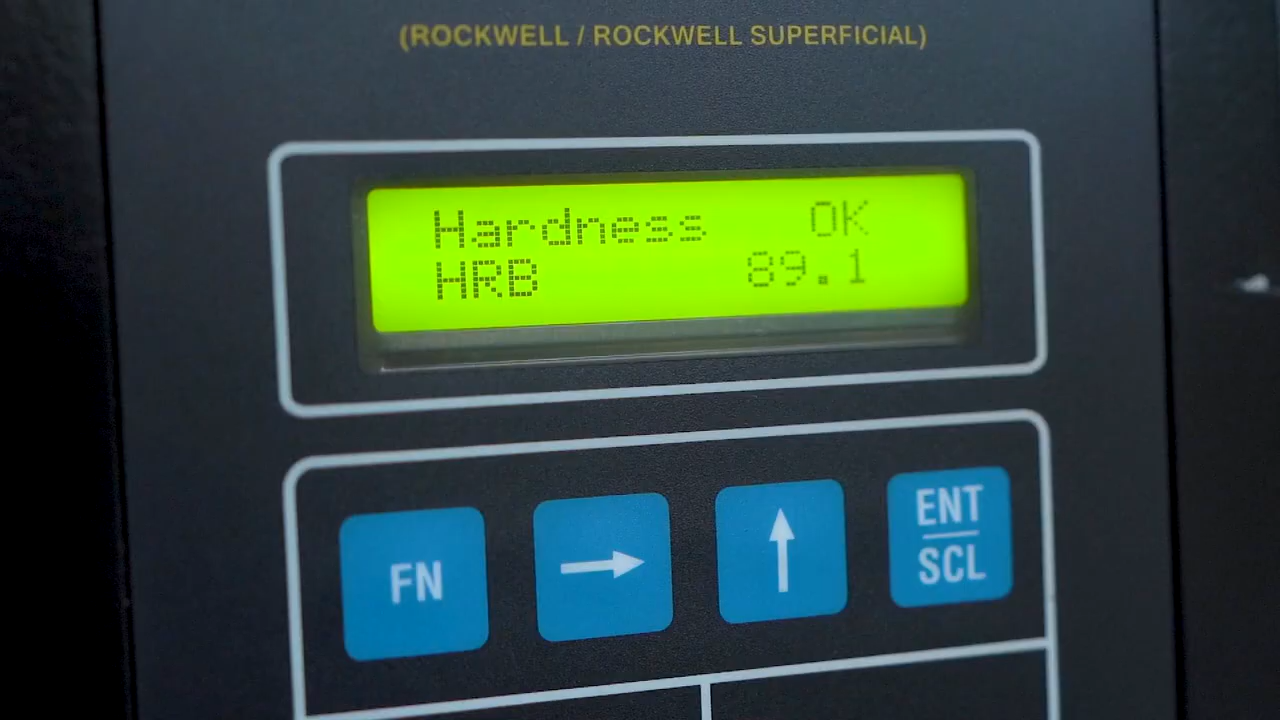 (ROCKWELL / ROCKWELL SUPERFICIAL)
Hardness OK
HRB 89.1
FN → ↑ ENT
SCL